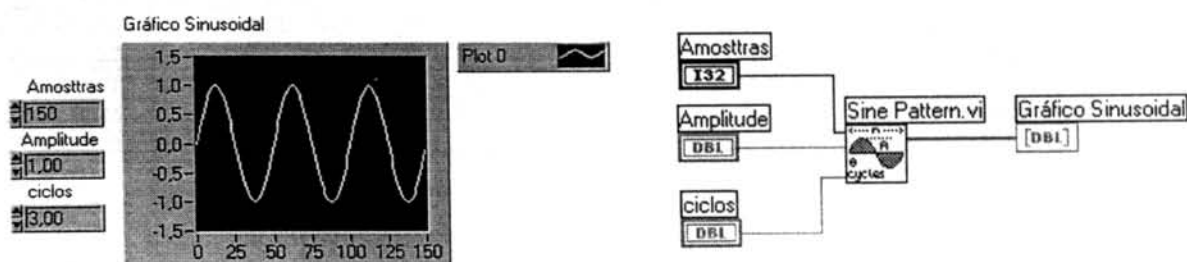 Gráfico Sinusoidal
Plot 0
1,5-
1,0-
0,5-
0,0-
-0,5-
-1,0-
-1,5-
0 25 50 75 100 125 150
Amosttras
150
Amplitude
1,00
ciclos
3,00
Amosttras
I32
Amplitude
DBL
ciclos
DBL
Sine Pattern.vi
n
A
θ
cycles
Gráfico Sinusoidal
[DBL]